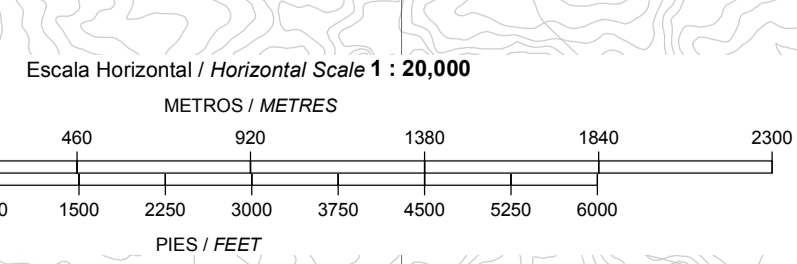 Escala Horizontal / Horizontal Scale 1 : 20,000
METROS / METRES
460 920 1380 1840 2300
0 1500 2250 3000 3750 4500 5250 6000
PIES / FEET